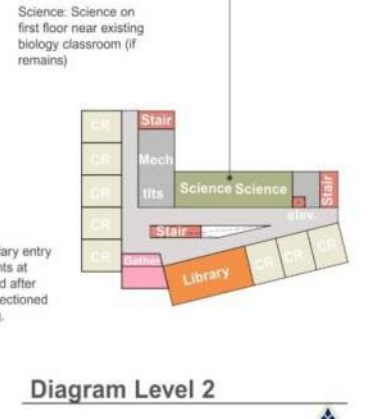 Science: Science on
first floor near existing
biology classroom (if
remains)
CR
Stair
CR
Mech
CR
tlts
Science Science
Stair
CR
elev.
Stair
CR
Gather
Library
CR
CR
CR
ary entry
nts at
d after
ectioned
g.
Diagram Level 2